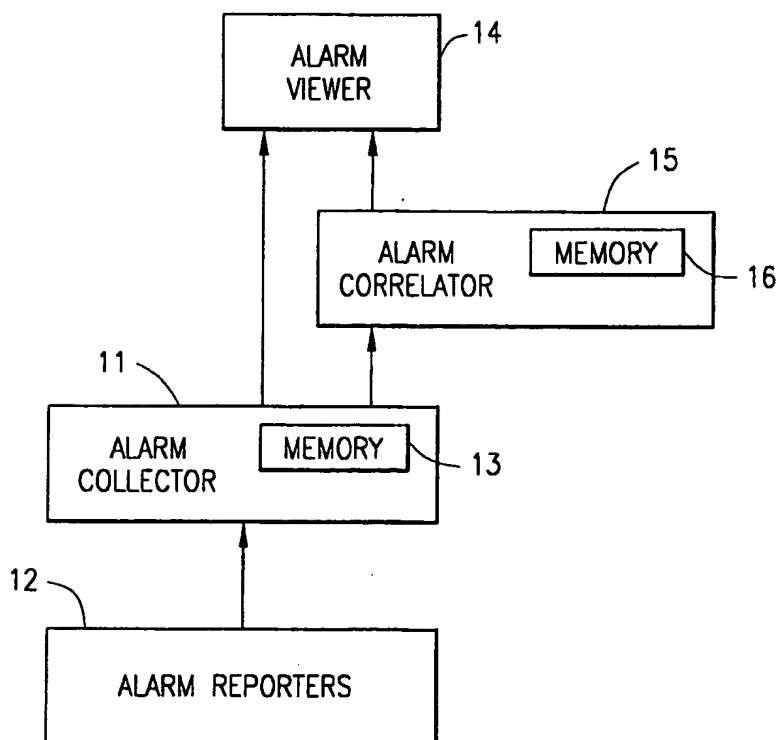 ALARM
VIEWER
14
15
ALARM
CORRELATOR
MEMORY
16
11
ALARM
COLLECTOR
MEMORY
13
12
ALARM REPORTERS